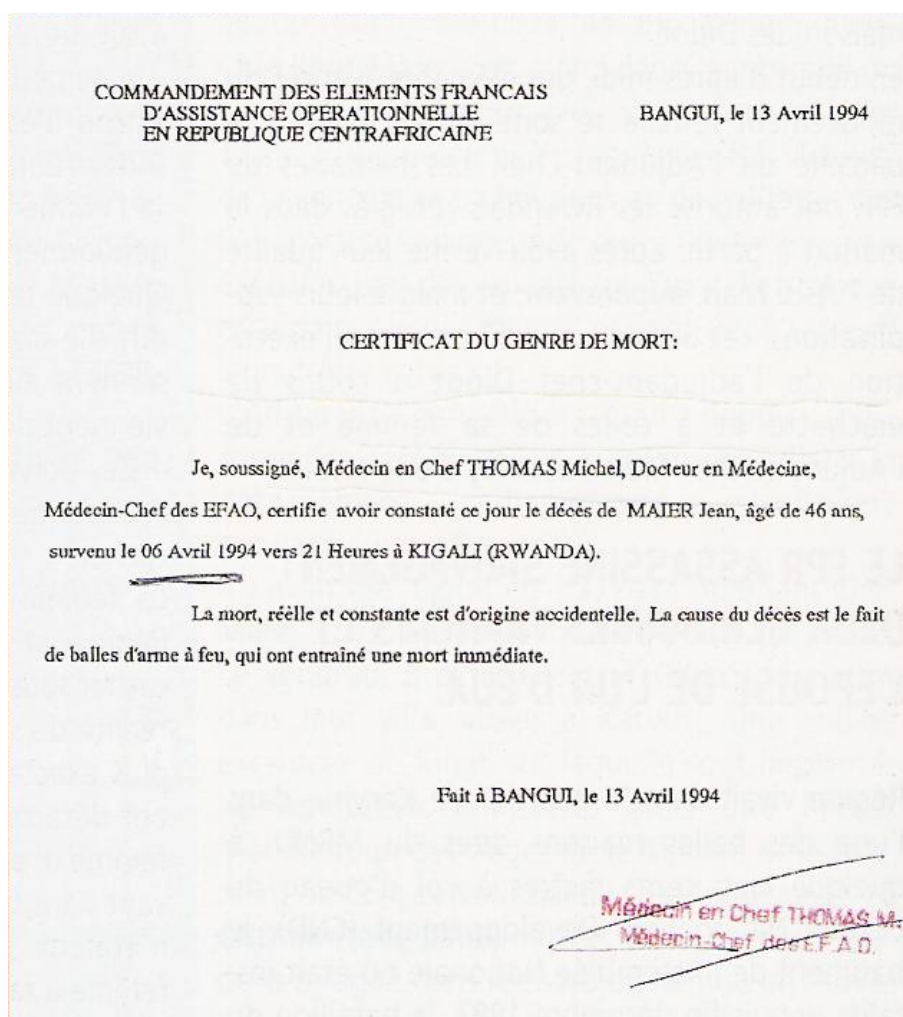 COMMANDEMENT DES ELEMENTS FRANCAIS
D'ASSISTANCE OPERATIONNELLE
EN REPUBLIQUE CENTRAFRICAINE
BANGUI, le 13 Avril 1994
CERTIFICAT DU GENRE DE MORT:
Je, soussigné, Médecin en Chef THOMAS Michel, Docteur en Médecine,
Médecin-Chef des EFAO, certifie avoir constaté ce jour le décès de MAIER Jean, âgé de 46 ans,
survenu le 06 Avril 1994 vers 21 Heures à KIGALI (RWANDA).
La mort, réelle et constante est d'origine accidentelle. La cause du décès est le fait
de balles d'arme à feu, qui ont entraîné une mort immédiate.
Fait à BANGUI, le 13 Avril 1994
Médecin en Chef THOMAS M.
Médecin-Chef des E.F.A.O.